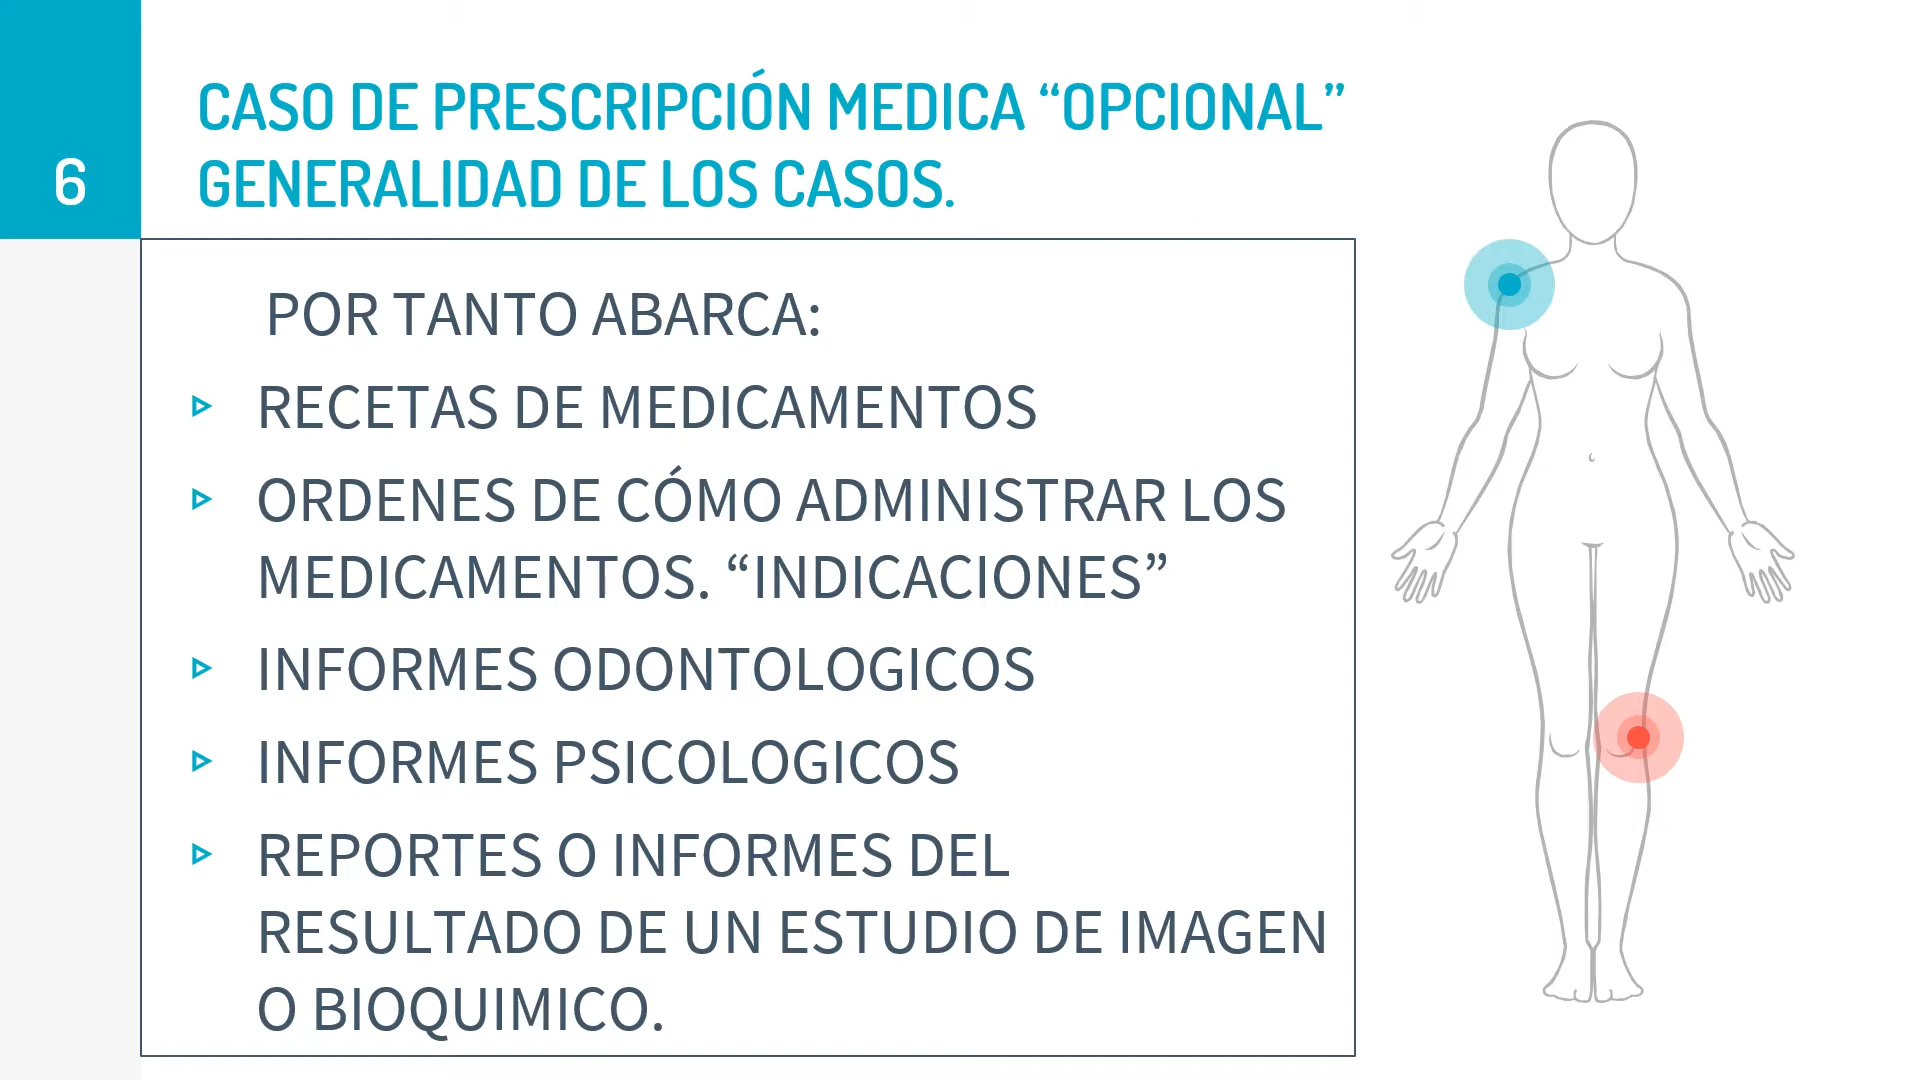 6
CASO DE PRESCRIPCIÓN MEDICA “OPCIONAL”
GENERALIDAD DE LOS CASOS.
POR TANTO ABARCA:
RECETAS DE MEDICAMENTOS
ORDENES DE CÓMO ADMINISTRAR LOS
MEDICAMENTOS. “INDICACIONES”
INFORMES ODONTOLOGICOS
INFORMES PSICOLOGICOS
REPORTES O INFORMES DEL
RESULTADO DE UN ESTUDIO DE IMAGEN
O BIOQUIMICO.